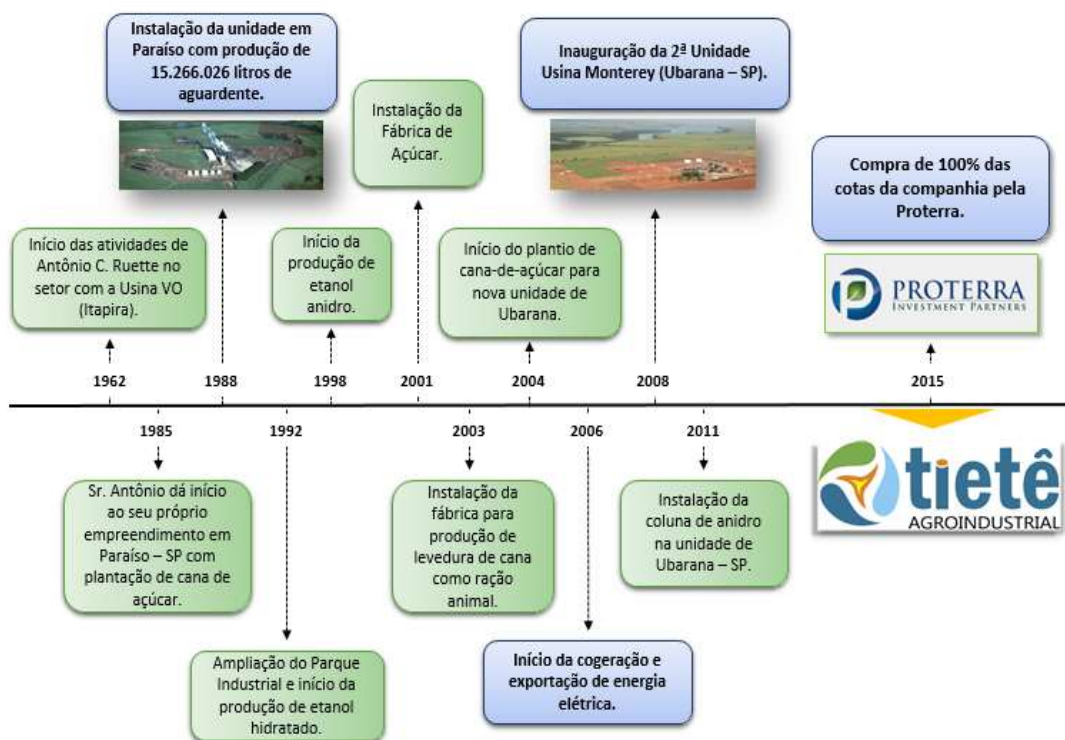 Instalação da unidade em
Paraíso com produção de
15.266.026 litros de
aguardente.
Inauguração da 2ª Unidade
Usina Monterey (Ubarana – SP).
Instalação da
Fábrica de
Açúcar.
Compra de 100% das
cotas da companhia pela
Proterra.
Início das atividades de
Antônio C. Ruette no
setor com a Usina VO
(Itapira).
Início da
produção de
etanol
anidro.
Início do plantio de
cana-de-açúcar para
nova unidade de
Ubarana.
PROTERRA
INVESTMENT PARTNERS
1962
1988
1998
2001
2004
2008
2015
1985
1992
2003
2006
2011
tietê
AGROINDUSTRIAL
Sr. Antônio dá início
ao seu próprio
empreendimento em
Paraíso – SP com
plantação de cana de
açúcar.
Instalação da
fábrica para
produção de
levedura de cana
como ração
animal.
Instalação da
coluna de anidro
na unidade de
Ubarana – SP.
Ampliação do Parque
Industrial e início da
produção de etanol
hidratado.
Início da cogeração e
exportação de energia
elétrica.